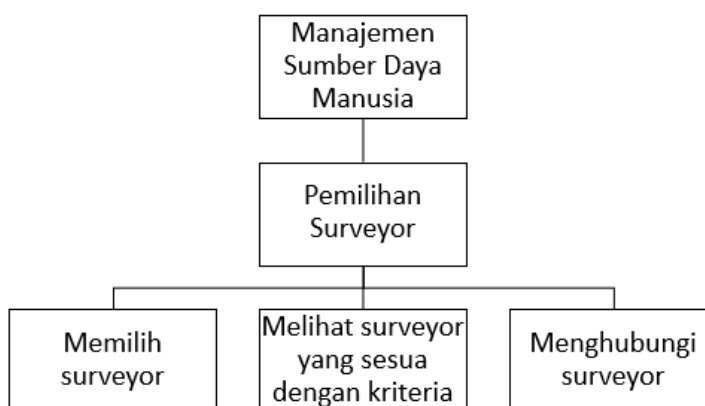 Manajemen
Sumber Daya
Manusia
Pemilihan
Surveyor
Memilih
surveyor
Melihat surveyor
yang sesua
dengan kriteria
Menghubungi
surveyor